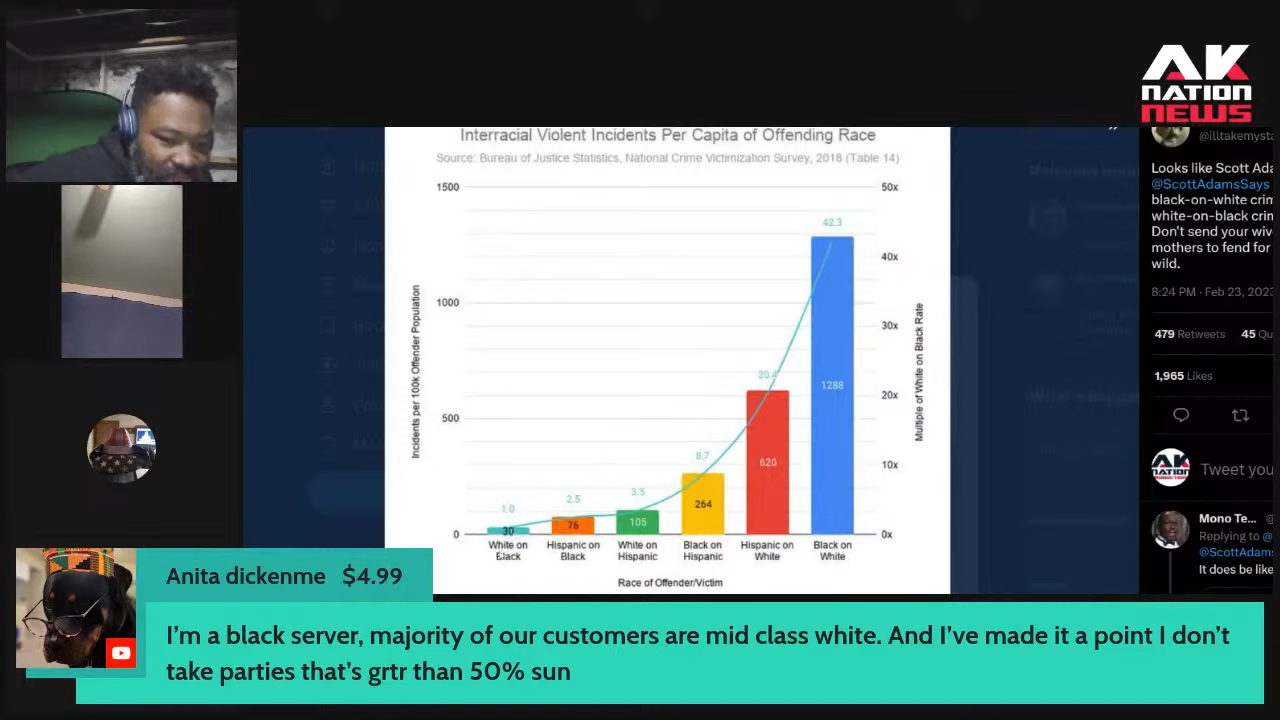 AK
NATION
NEWS
Interracial Violent Incidents Per Capita of Offending Race
Source: Bureau of Justice Statistics, National Crime Victimization Survey, 2018 (Table 14)
1500
1000
500
0
Incidents per 100k Offender Population
50x
40x
30x
20x
10x
0x
Multiple of White on Black Rate
1.0
2.5
3.5
8.7
20.4
42.3
30
76
105
264
620
1288
White on
Black
Hispanic on
Black
White on
Hispanic
Black on
Hispanic
Hispanic on
White
Black on
White
Race of Offender/Victim
”
@illtakemysta
Looks like Scott Ada
@ScottAdamsSays
black-on-white crim
white-on-black crin
Don't send your wiv
mothers to fend for
wild.
8:24 PM · Feb 23, 2023
479 Retweets 45 Qu
1,965 Likes
AK
NATION
Tweet you
Mono Te... @
Replying to @
@ScottAdams
It does be like
Anita dickenme $4.99
I’m a black server, majority of our customers are mid class white. And I’ve made it a point I don’t
take parties that’s grtr than 50% sun